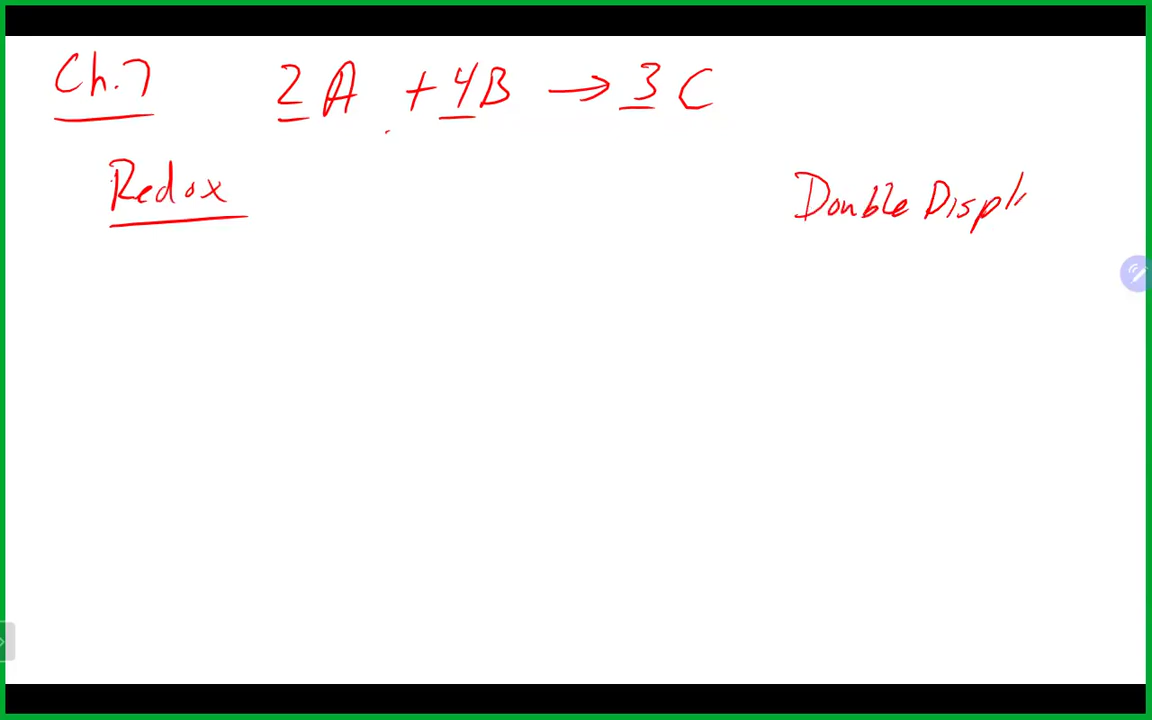 Ch.7 2A + 4B → 3C
Redox Double Displ